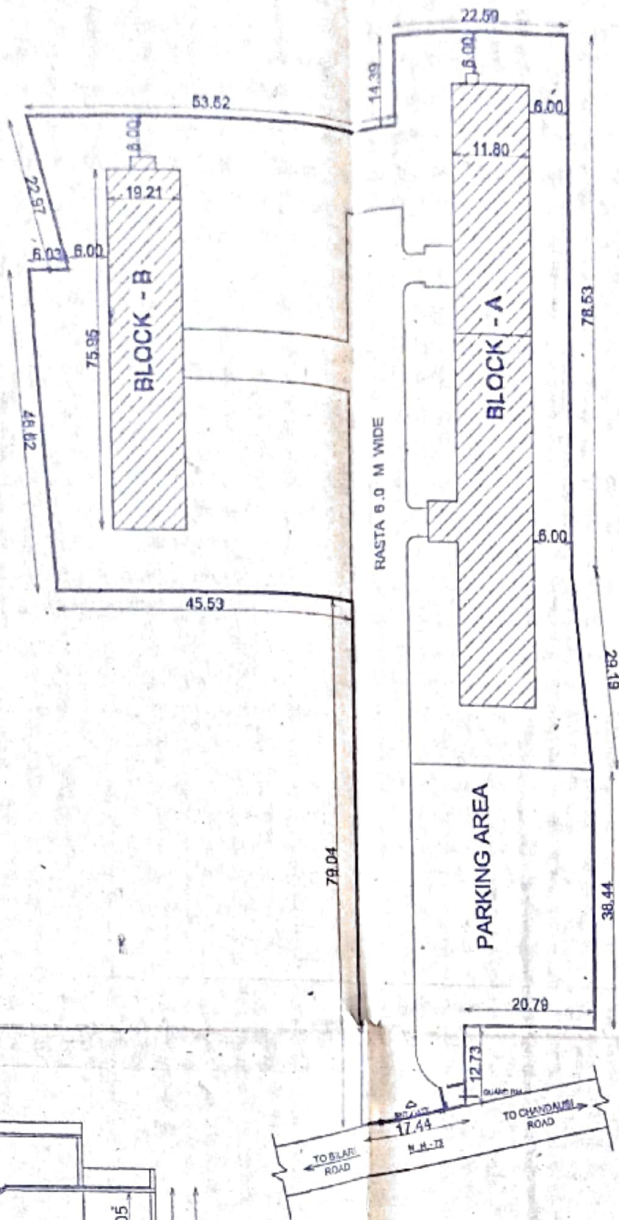 22.59
6.00
14.39
53.62
6.00
6.00
11.80
22.97
19.21
6.03
6.00
78.53
BLOCK - B
BLOCK - A
75.95
46.62
RASTA 6.0 M WIDE
6.00
45.53
29.19
PARKING AREA
79.04
38.44
20.79
12.73
17.44
N.H.-73
TO CHANDAUSI
ROAD
TO BILARI
ROAD
05